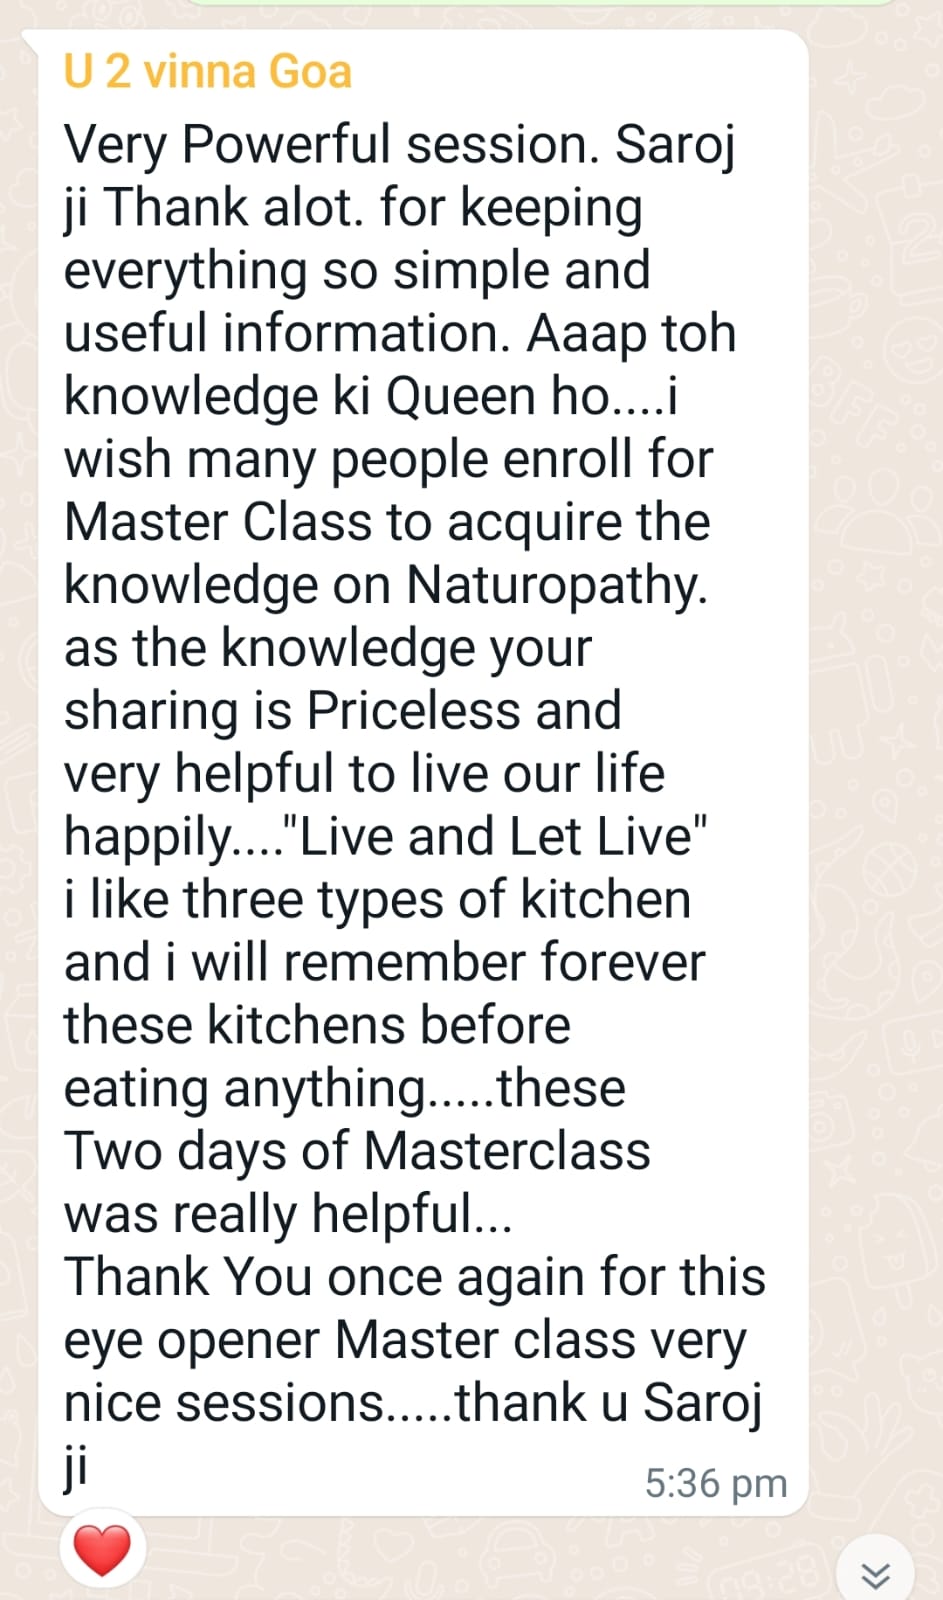 U 2 vinna Goa
Very Powerful session. Saroj
ji Thank alot. for keeping
everything so simple and
useful information. Aaap toh
knowledge ki Queen ho....i
wish many people enroll for
Master Class to acquire the
knowledge on Naturopathy.
as the knowledge your
sharing is Priceless and
very helpful to live our life
happily...."Live and Let Live"
i like three types of kitchen
and i will remember forever
these kitchens before
eating anything.....these
Two days of Masterclass
was really helpful...
Thank You once again for this
eye opener Master class very
nice sessions.....thank u Saroj
ji
5:36 pm